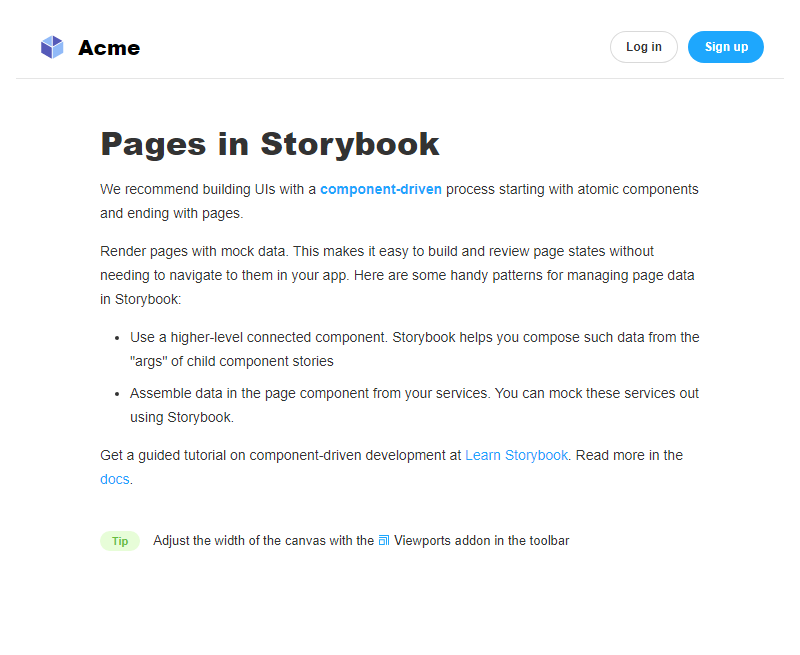 Acme
Log in
Sign up
Pages in Storybook
We recommend building UIs with a component-driven process starting with atomic components
and ending with pages.
Render pages with mock data. This makes it easy to build and review page states without
needing to navigate to them in your app. Here are some handy patterns for managing page data
in Storybook:
• Use a higher-level connected component. Storybook helps you compose such data from the
"args" of child component stories
• Assemble data in the page component from your services. You can mock these services out
using Storybook.
Get a guided tutorial on component-driven development at Learn Storybook. Read more in the
docs.
Tip Adjust the width of the canvas with the Viewports addon in the toolbar